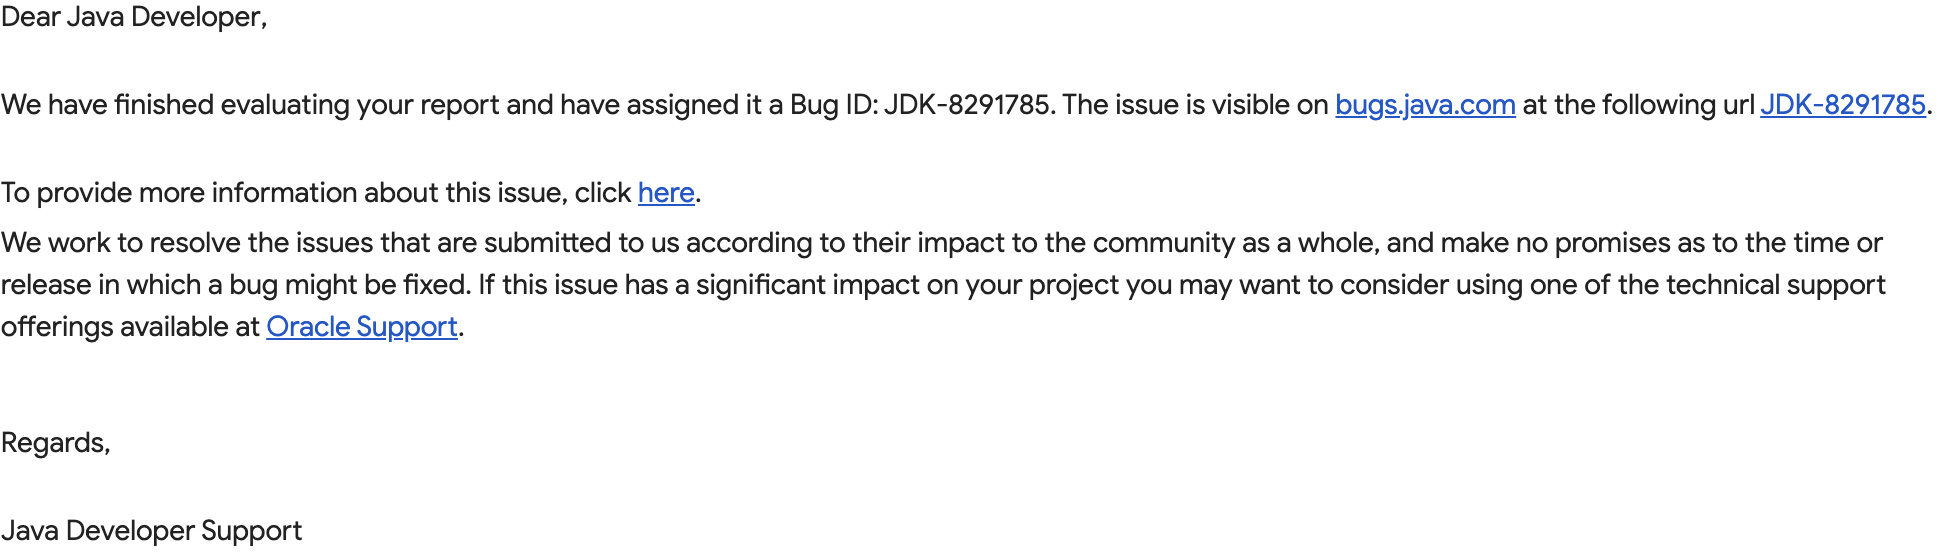 Dear Java Developer,
We have finished evaluating your report and have assigned it a Bug ID: JDK-8291785. The issue is visible on bugs.java.com at the following url JDK-8291785.
To provide more information about this issue, click here.
We work to resolve the issues that are submitted to us according to their impact to the community as a whole, and make no promises as to the time or
release in which a bug might be fixed. If this issue has a significant impact on your project you may want to consider using one of the technical support
offerings available at Oracle Support.
Regards,
Java Developer Support